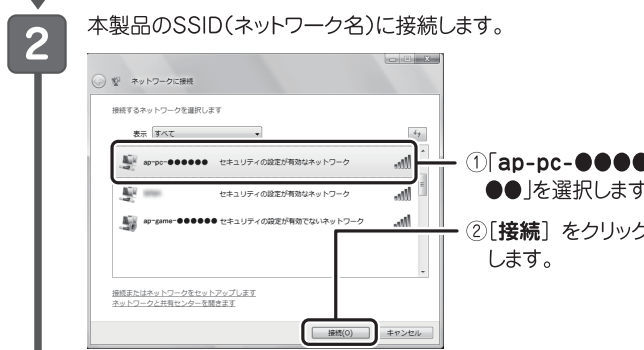 2
本製品のSSID(ネットワーク名)に接続します。
ネットワークに接続
接続するネットワークを選択します
表示 すべて
ap-pc-●●●●●● セキュリティの設定が有効なネットワーク
セキュリティの設定が有効なネットワーク
ap-game-●●●●●● セキュリティの設定が有効でないネットワーク
接続またはネットワークをセットアップします
ネットワークと共有センターを開きます
接続(O) キャンセル
①「ap-pc-●●●●
●●」を選択します
②[接続] をクリック
します。